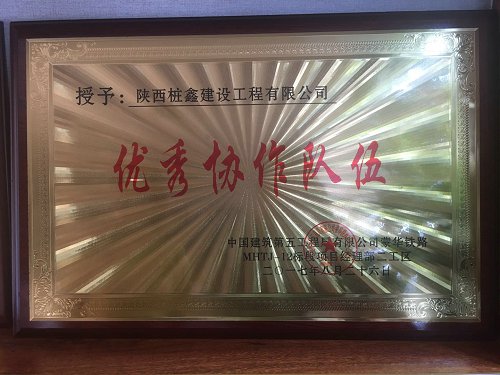 授予：陕西桩鑫建设工程有限公司
优秀协作队伍
中国建筑第五工程局有限公司蒙华铁路
MHTJ-12标段项目经理部二工区
二〇一七年八月二十六日